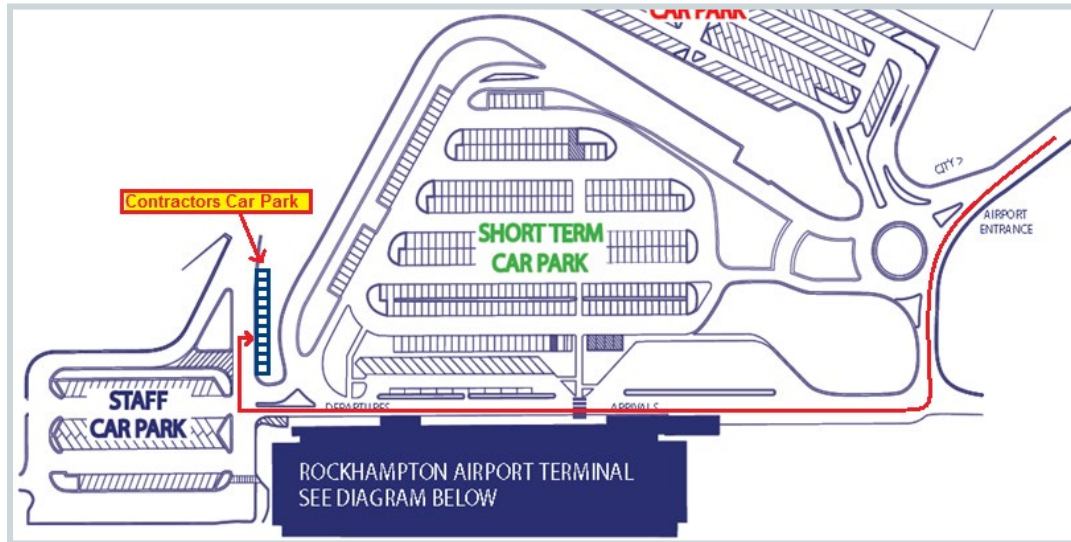 CAR PARK
CITY >
Contractors Car Park
AIRPORT
ENTRANCE
SHORT TERM
CAR PARK
STAFF
CAR PARK
DEPARTURES
ARRIVALS
ROCKHAMPTON AIRPORT TERMINAL
SEE DIAGRAM BELOW